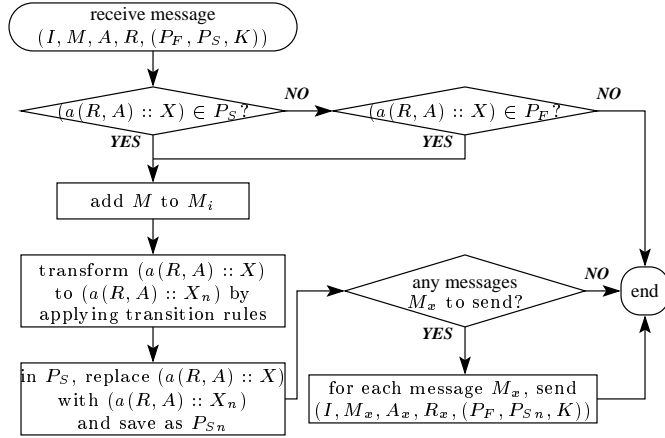 receive message
(I, M, A, R, (P_F, P_S, K))
(a(R, A) :: X) ∈ P_S?
NO
(a(R, A) :: X) ∈ P_F?
NO
YES
YES
add M to M_i
transform (a(R, A) :: X)
to (a(R, A) :: X_n) by
applying transition rules
any messages
M_x to send?
NO
end
YES
in P_S, replace (a(R, A) :: X)
with (a(R, A) :: X_n)
and save as P_Sn
for each message M_x, send
(I, M_x, A_x, R_x, (P_F, P_Sn, K))